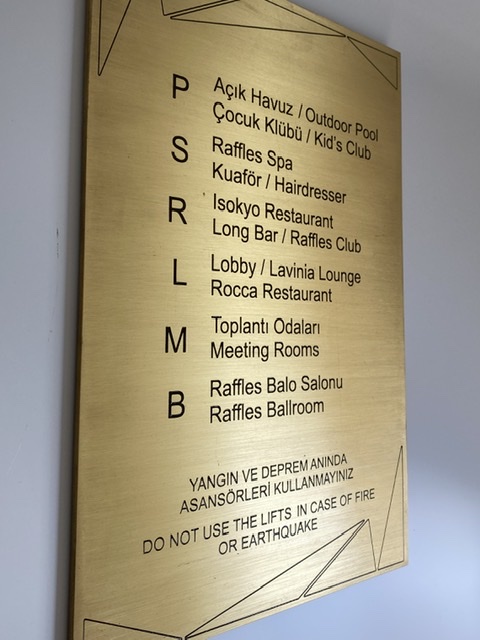 P
Açık Havuz / Outdoor Pool
Çocuk Klübü / Kid's Club
S
Raffles Spa
Kuaför / Hairdresser
R
Isokyo Restaurant
Long Bar / Raffles Club
L
Lobby / Lavinia Lounge
Rocca Restaurant
M
Toplantı Odaları
Meeting Rooms
B
Raffles Balo Salonu
Raffles Ballroom
YANGIN VE DEPREM ANINDA
ASANSÖRLERİ KULLANMAYINIZ
DO NOT USE THE LIFTS IN CASE OF FIRE
OR EARTHQUAKE